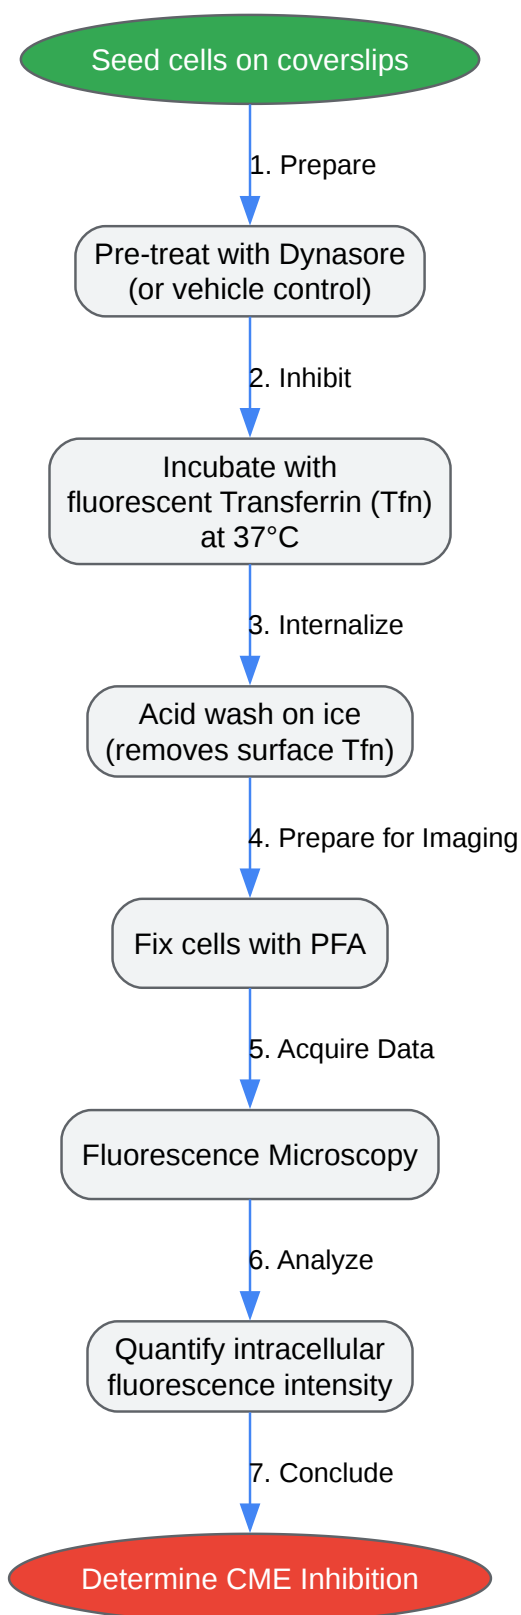 Seed cells on coverslips
1. Prepare
Pre-treat with Dynasore
(or vehicle control)
2. Inhibit
Incubate with
fluorescent Transferrin (Tfn)
at 37°C
3. Internalize
Acid wash on ice
(removes surface Tfn)
4. Prepare for Imaging
Fix cells with PFA
5. Acquire Data
Fluorescence Microscopy
6. Analyze
Quantify intracellular
fluorescence intensity
7. Conclude
Determine CME Inhibition